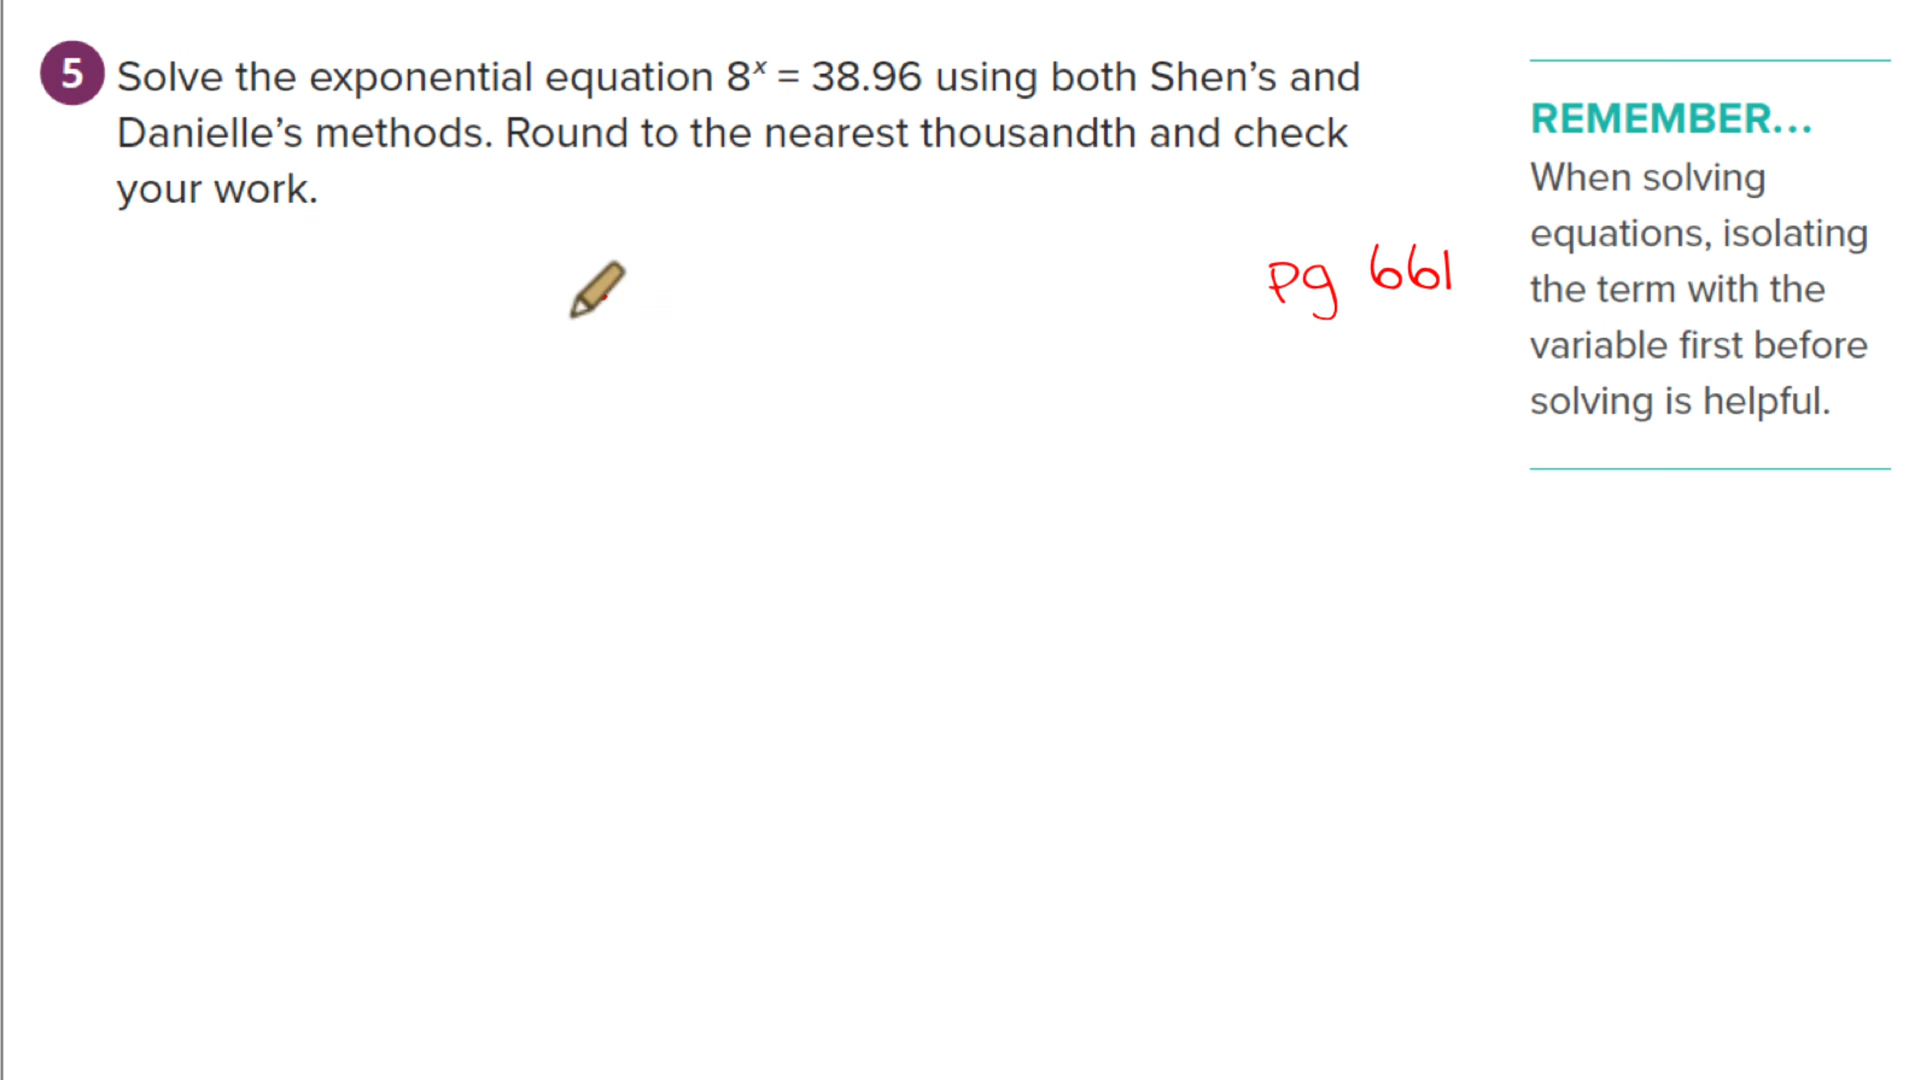 5 Solve the exponential equation 8ˣ = 38.96 using both Shen’s and
Danielle’s methods. Round to the nearest thousandth and check
your work.
pg 661
REMEMBER...
When solving
equations, isolating
the term with the
variable first before
solving is helpful.